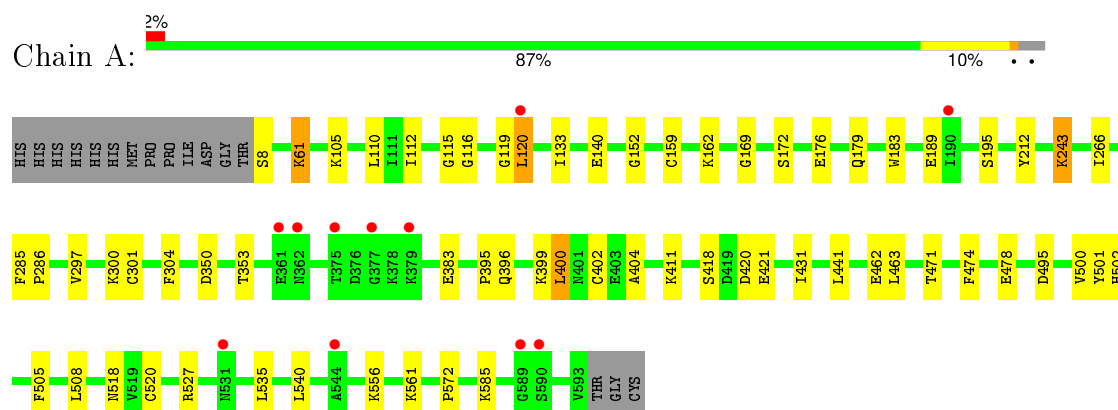 2%
Chain A:
87%
10%
HIS HIS HIS HIS HIS HIS MET PRO PRO ILE ASP GLY THR S8 K61 K105 L110 I111 I112 G115 G116 G119 L120 I133 E140 G152 C159 K162 G169 S172 E176 Q179 W183 E189 I190 S195 Y212 K243 I266
F285 P286 V297 K300 C301 F304 D350 T353 E361 N362 T375 D376 G377 K378 K379 E383 P395 Q396 K399 L400 N401 C402 E403 A404 K411 S418 D419 D420 E421 I431 L441 E462 L463 T471 F474 E478 D495 V500 Y501 H502
F505 L508 N518 V519 C520 R527 N531 L535 L540 A544 K556 K561 P572 K585 G589 S590 V593 THR GLY CYS